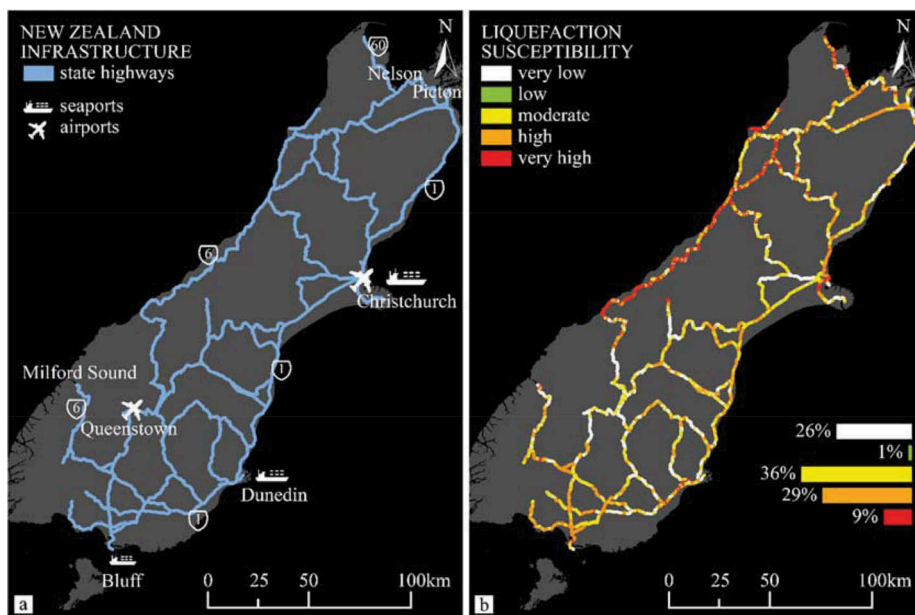 NEW ZEALAND
INFRASTRUCTURE
state highways
seaports
airports
60
N
Nelson
Picton
1
6
Christchurch
1
Milford Sound
6
Queenstown
Dunedin
1
Bluff
0 25 50 100km
a
LIQUEFACTION
SUSCEPTIBILITY
N
very low
low
moderate
high
very high
26%
1%
36%
29%
9%
0 25 50 100km
b